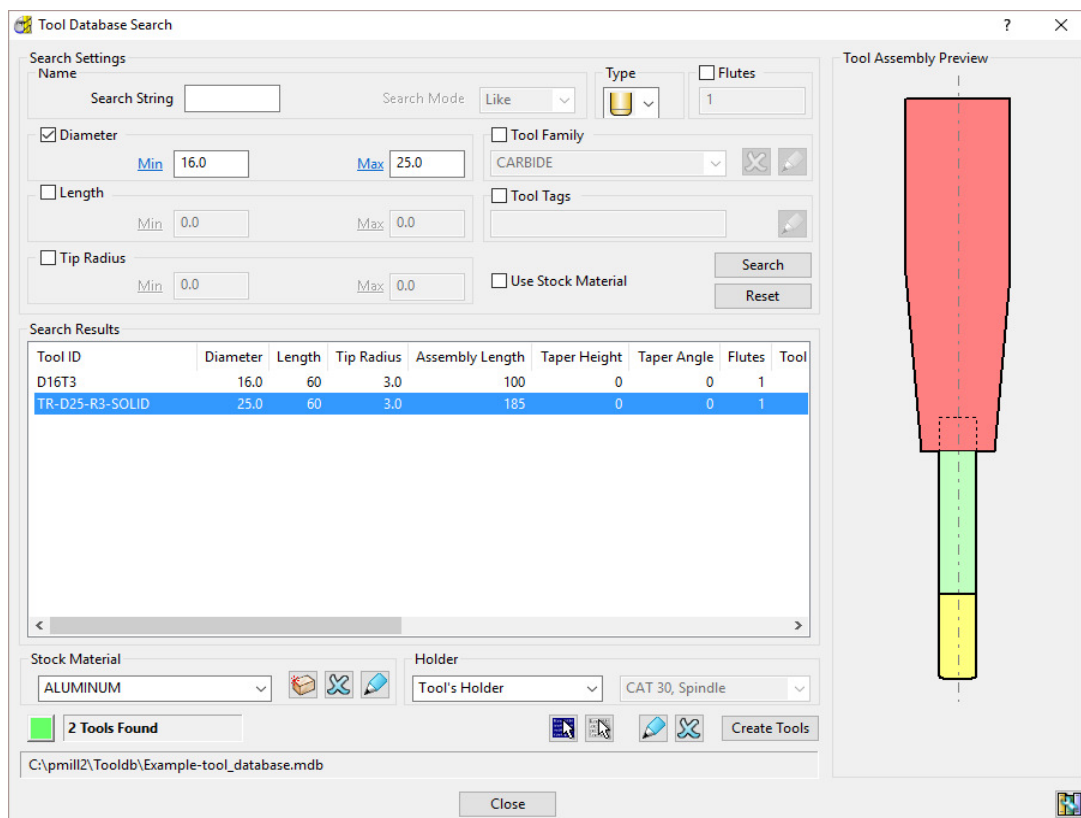 Tool Database Search ?
Search Settings
Name
Search String
Search Mode Like
Type
Flutes
1
Diameter
Min 16.0 Max 25.0
Tool Family
CARBIDE
Length
Min 0.0 Max 0.0
Tool Tags
Tip Radius
Min 0.0 Max 0.0
Use Stock Material
Search
Reset
Search Results
Tool ID Diameter Length Tip Radius Assembly Length Taper Height Taper Angle Flutes Tool
D16T3 16.0 60 3.0 100 0 0 1
TR-D25-R3-SOLID 25.0 60 3.0 185 0 0 1
Stock Material
ALUMINUM
Holder
Tool's Holder CAT 30, Spindle
2 Tools Found
Create Tools
C:\pmill2\Tooldb\Example-tool_database.mdb
Close
Tool Assembly Preview